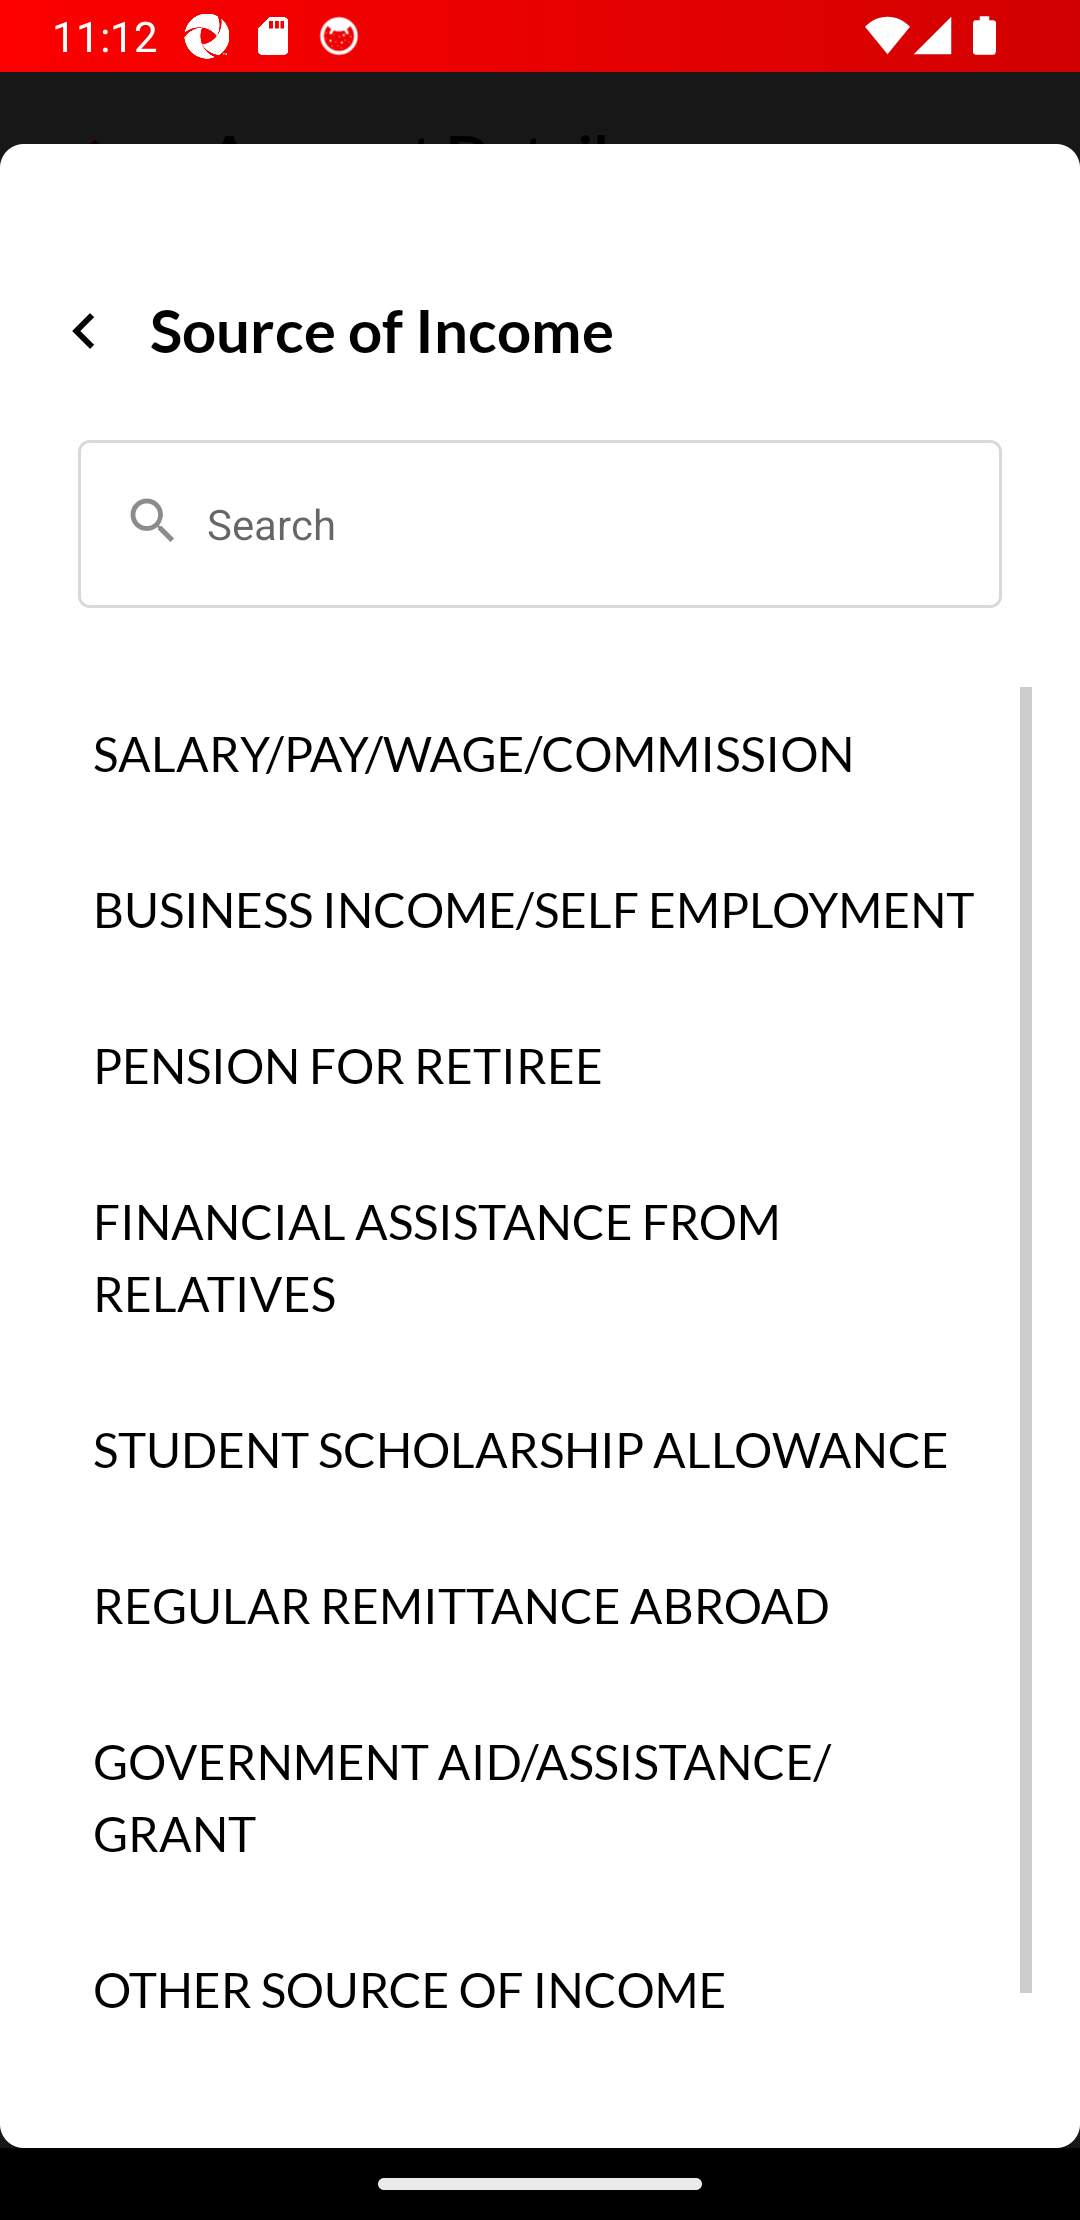 11:12
Source of Income
Search
SALARY/PAY/WAGE/COMMISSION
BUSINESS INCOME/SELF EMPLOYMENT
PENSION FOR RETIREE
FINANCIAL ASSISTANCE FROM
RELATIVES
STUDENT SCHOLARSHIP ALLOWANCE
REGULAR REMITTANCE ABROAD
GOVERNMENT AID/ASSISTANCE/
GRANT
OTHER SOURCE OF INCOME